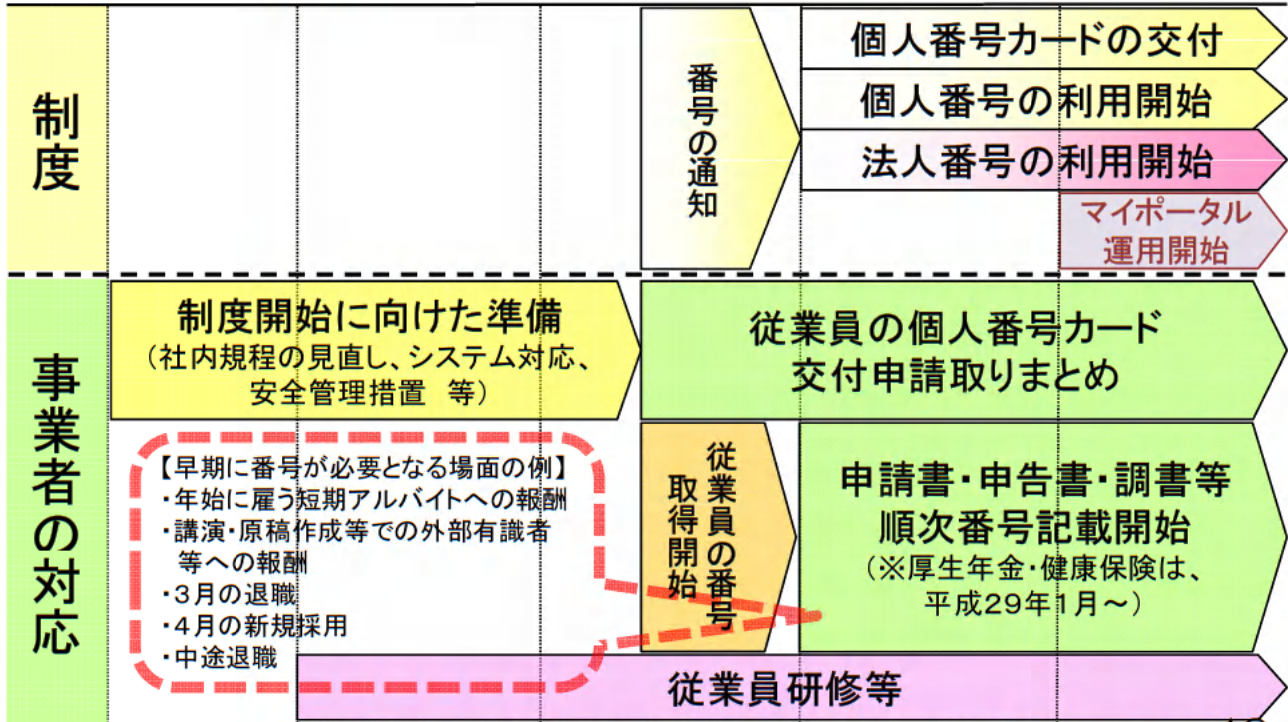 制度
番号の通知
個人番号カードの交付
個人番号の利用開始
法人番号の利用開始
マイポータル
運用開始
事業者の対応
制度開始に向けた準備
（社内規程の見直し、システム対応、
安全管理措置　等）
従業員の個人番号カード
交付申請取りまとめ
【早期に番号が必要となる場面の例】
・年始に雇う短期アルバイトへの報酬
・講演・原稿作成等での外部有識者
等への報酬
・３月の退職
・４月の新規採用
・中途退職
従業員の番号
取得開始
申請書・申告書・調書等
順次番号記載開始
（※厚生年金・健康保険は、
平成29年1月～）
従業員研修等